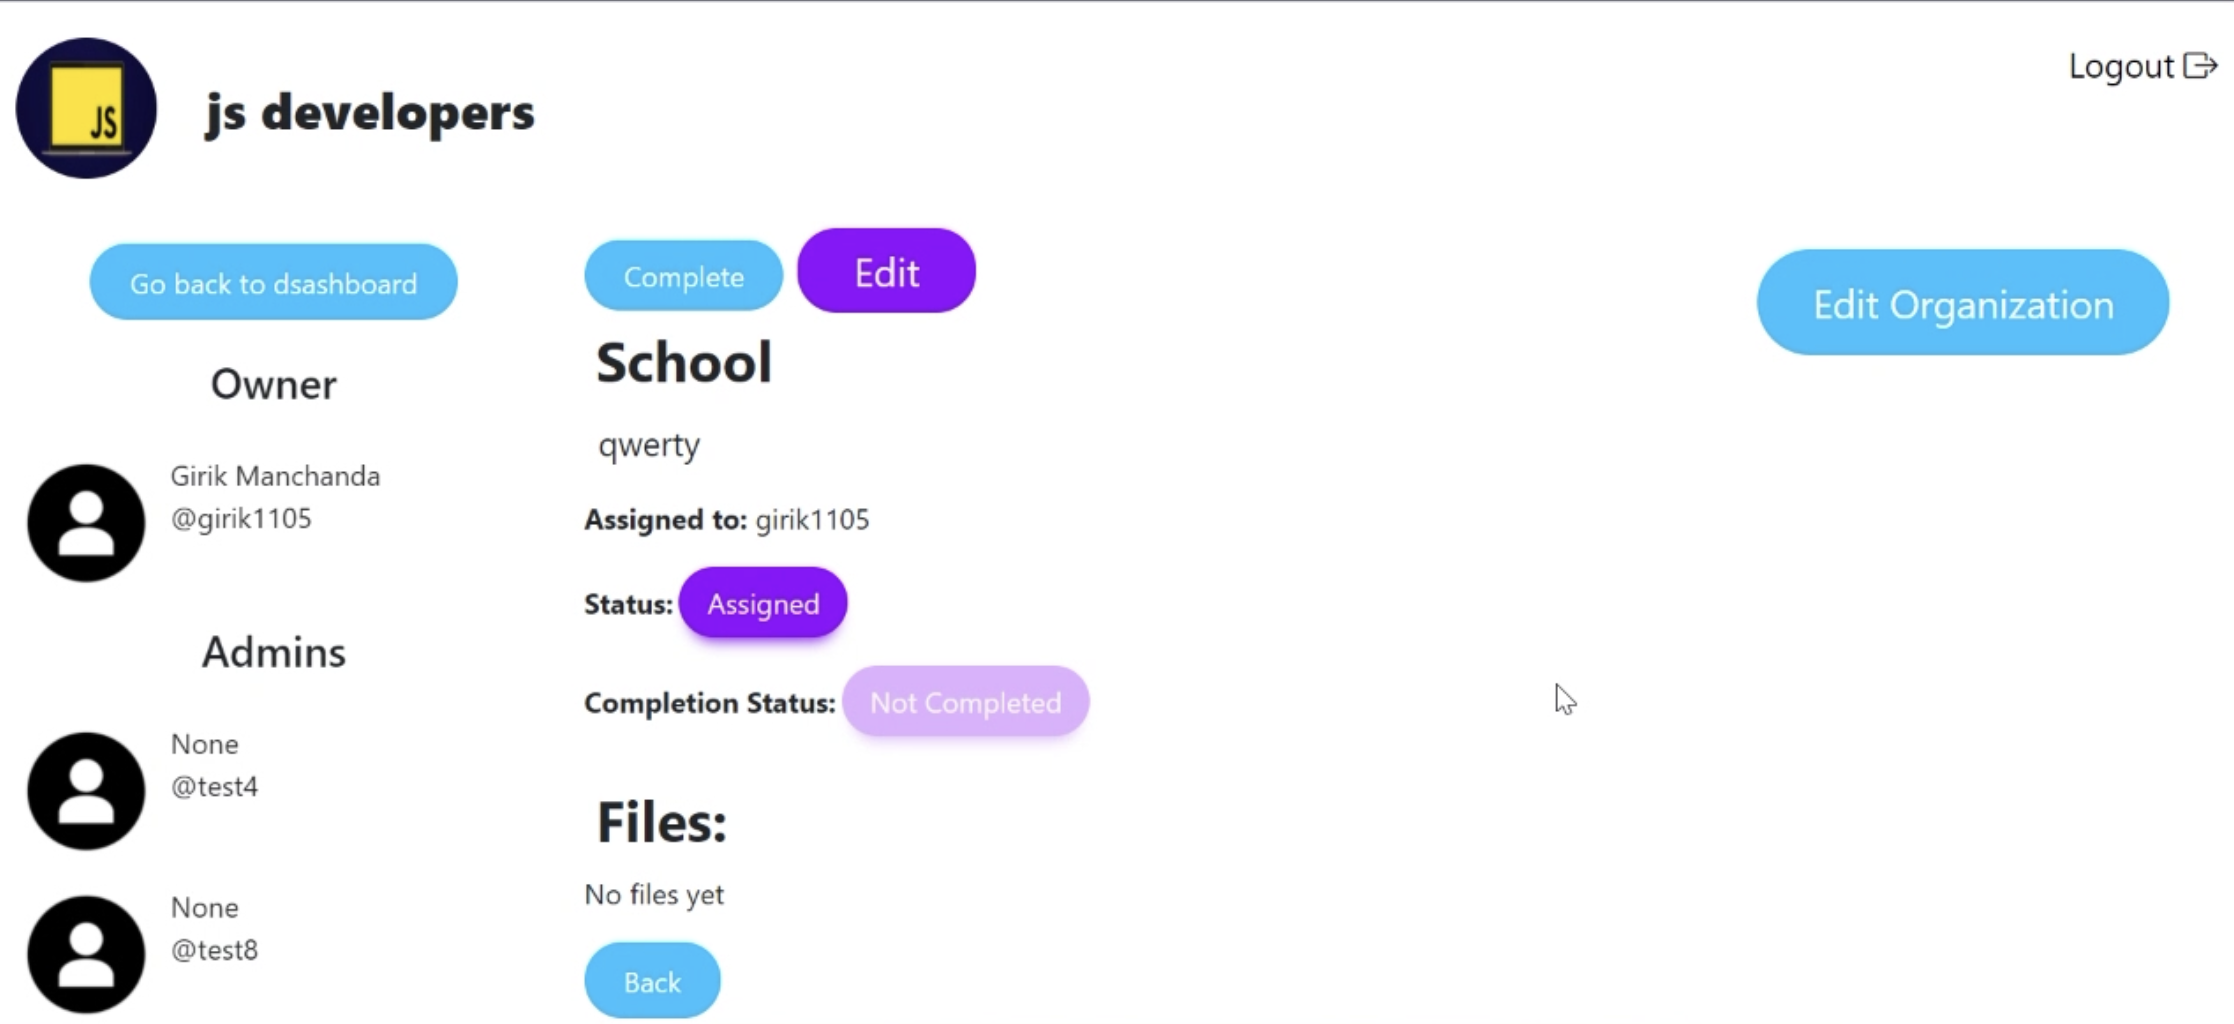 JS
js developers
Logout
Go back to dsashboard
Owner
Girik Manchanda
@girik1105
Admins
None
@test4
None
@test8
Complete
Edit
School
qwerty
Assigned to: girik1105
Status: Assigned
Completion Status: Not Completed
Files:
No files yet
Back
Edit Organization